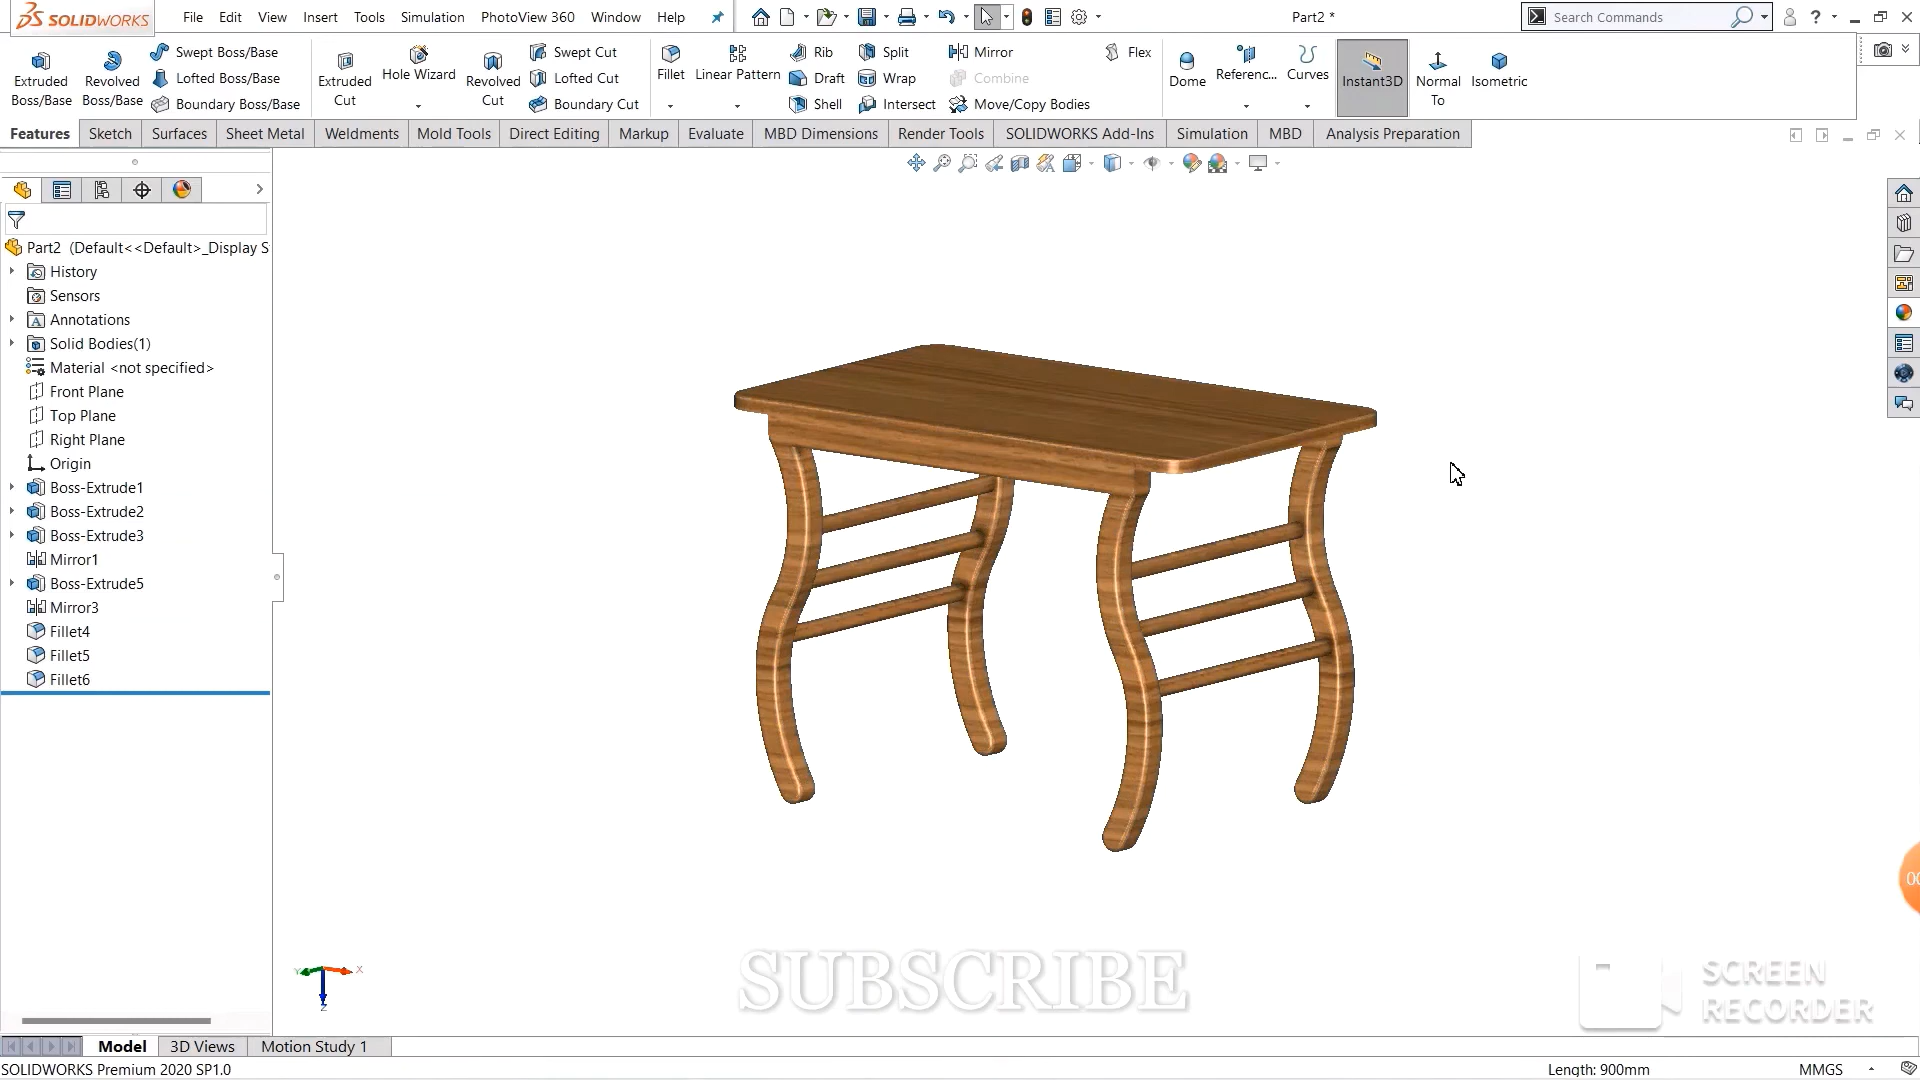 SOLIDWORKS
File Edit View Insert Tools Simulation PhotoView 360 Window Help
Part2 *
Search Commands
Extruded Boss/Base
Revolved Boss/Base
Swept Boss/Base
Lofted Boss/Base
Boundary Boss/Base
Extruded Cut
Hole Wizard
Revolved Cut
Swept Cut
Lofted Cut
Boundary Cut
Fillet
Linear Pattern
Rib
Draft
Shell
Split
Wrap
Intersect
Mirror
Combine
Move/Copy Bodies
Flex
Dome
Referenc...
Curves
Instant3D
Normal To
Isometric
Features Sketch Surfaces Sheet Metal Weldments Mold Tools Direct Editing Markup Evaluate MBD Dimensions Render Tools SOLIDWORKS Add-Ins Simulation MBD Analysis Preparation
Part2 (Default<<Default>_Display S
History
Sensors
Annotations
Solid Bodies(1)
Material <not specified>
Front Plane
Top Plane
Right Plane
Origin
Boss-Extrude1
Boss-Extrude2
Boss-Extrude3
Mirror1
Boss-Extrude5
Mirror3
Fillet4
Fillet5
Fillet6
Y X
Z
SUBSCRIBE
SCREEN
RECORDER
Model 3D Views Motion Study 1
SOLIDWORKS Premium 2020 SP1.0
Length: 900mm
MMGS